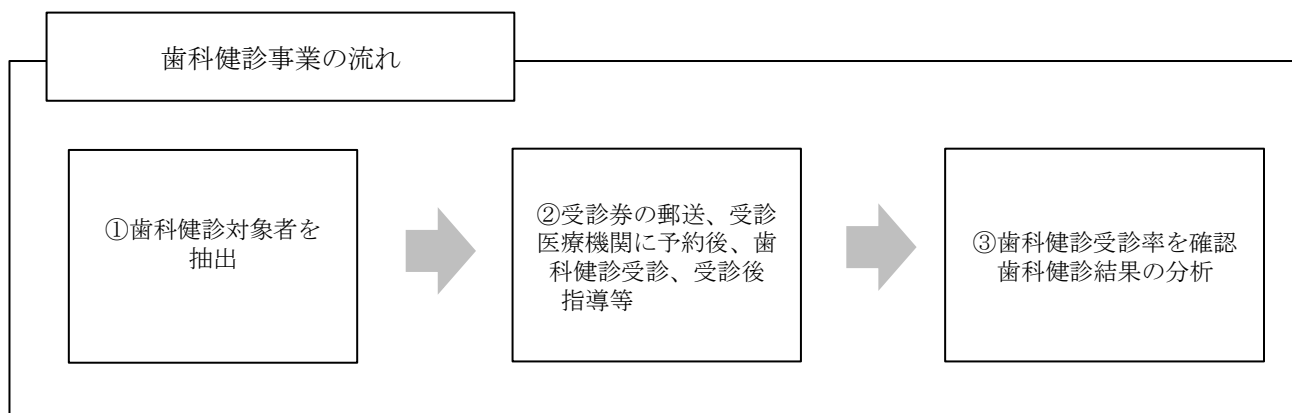 歯科健診事業の流れ
①歯科健診対象者を
抽出
②受診券の郵送、受診
医療機関に予約後、歯
科健診受診、受診後
指導等
③歯科健診受診率を確認
歯科健診結果の分析